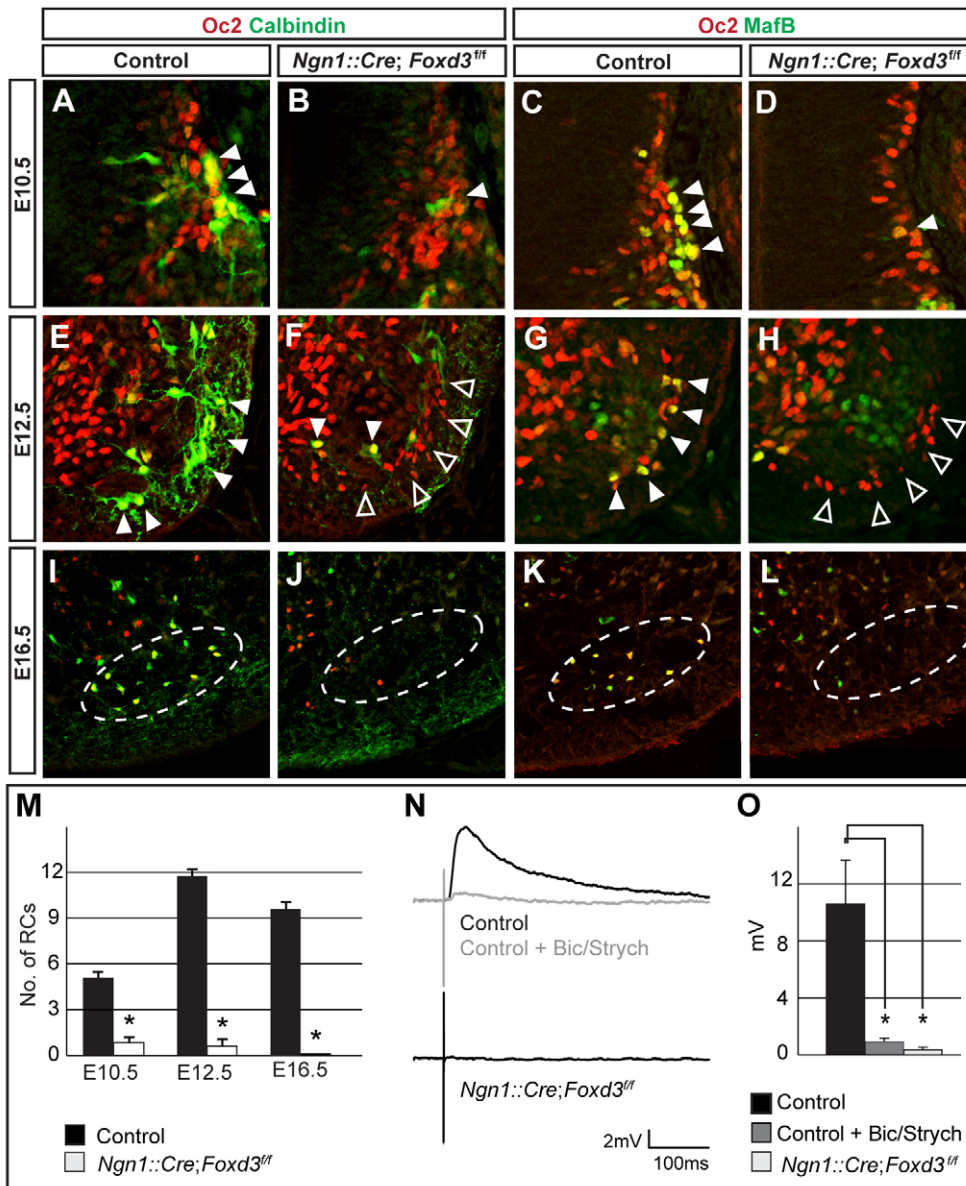 Oc2 Calbindin
Oc2 MafB
Control
Ngn1::Cre; Foxd3f/f
Control
Ngn1::Cre; Foxd3f/f
E10.5
A
B
C
D
E12.5
E
F
G
H
E16.5
I
J
K
L
M
No. of RCs
12
9
6
3
0
*
*
*
E10.5
E12.5
E16.5
Control
Ngn1::Cre;Foxd3f/f
N
Control
Control + Bic/Strych
Ngn1::Cre;Foxd3f/f
2mV
100ms
O
mV
12
8
4
0
*
*
Control
Control + Bic/Strych
Ngn1::Cre;Foxd3f/f